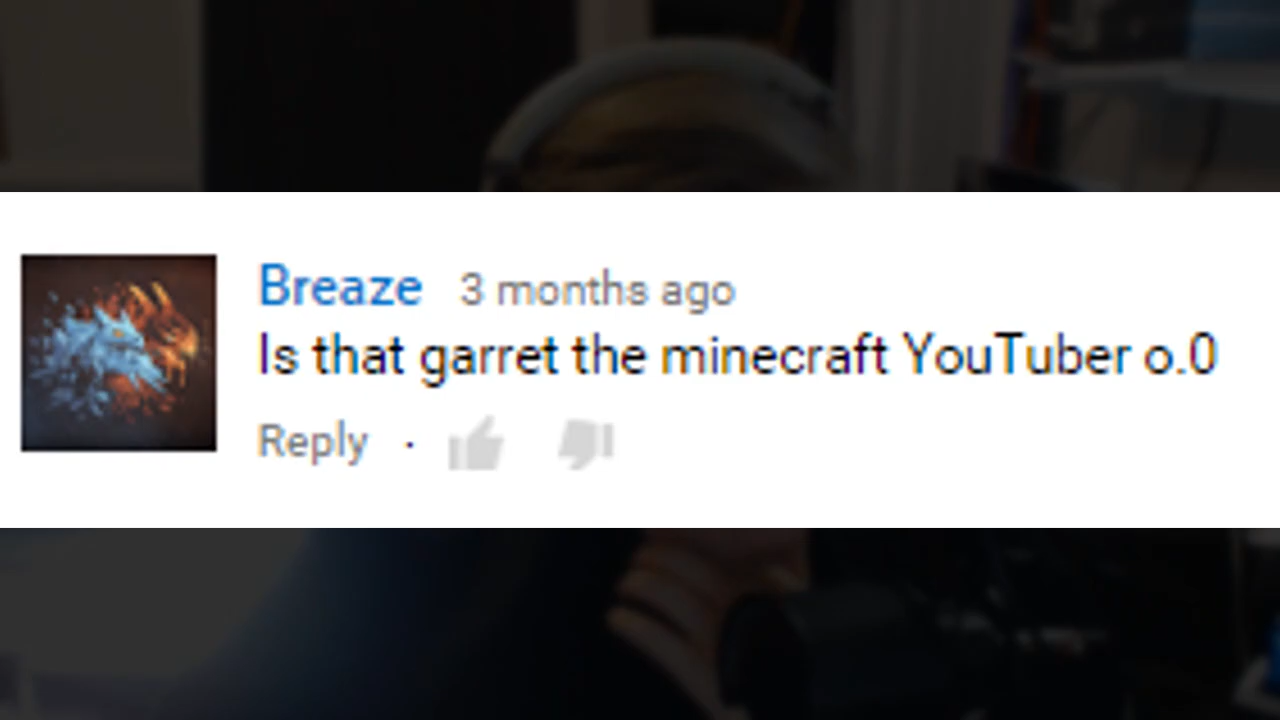 Breaze 3 months ago
Is that garret the minecraft YouTuber o.0
Reply ·